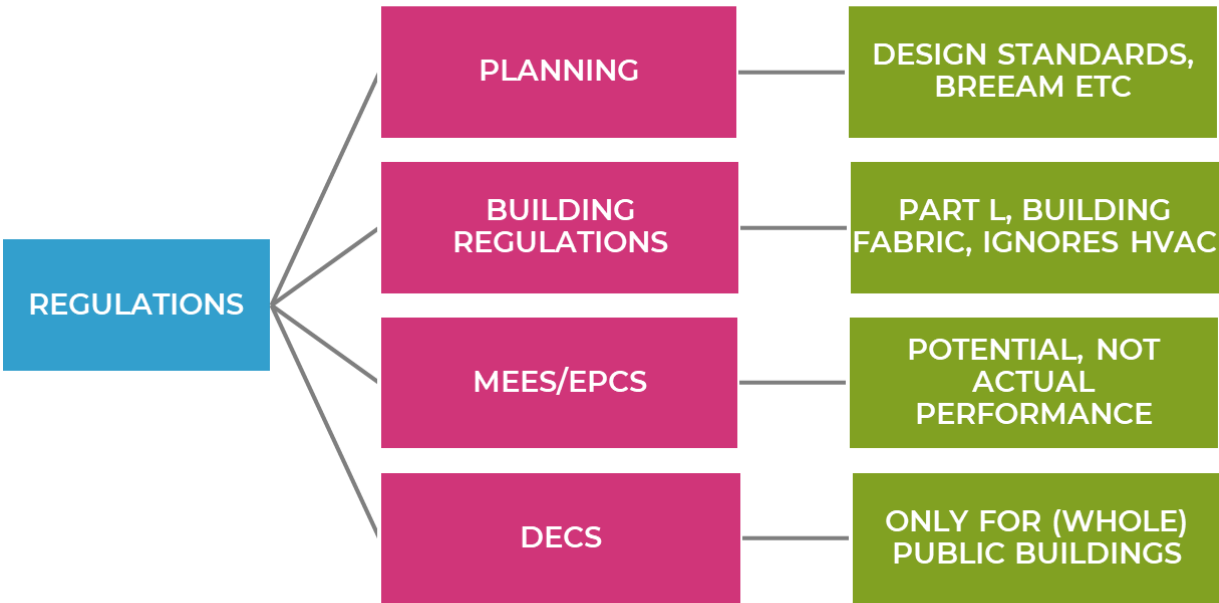 REGULATIONS
PLANNING
DESIGN STANDARDS,
BREEAM ETC
BUILDING
REGULATIONS
PART L, BUILDING
FABRIC, IGNORES HVAC
MEES/EPCS
POTENTIAL, NOT
ACTUAL
PERFORMANCE
DECS
ONLY FOR (WHOLE)
PUBLIC BUILDINGS